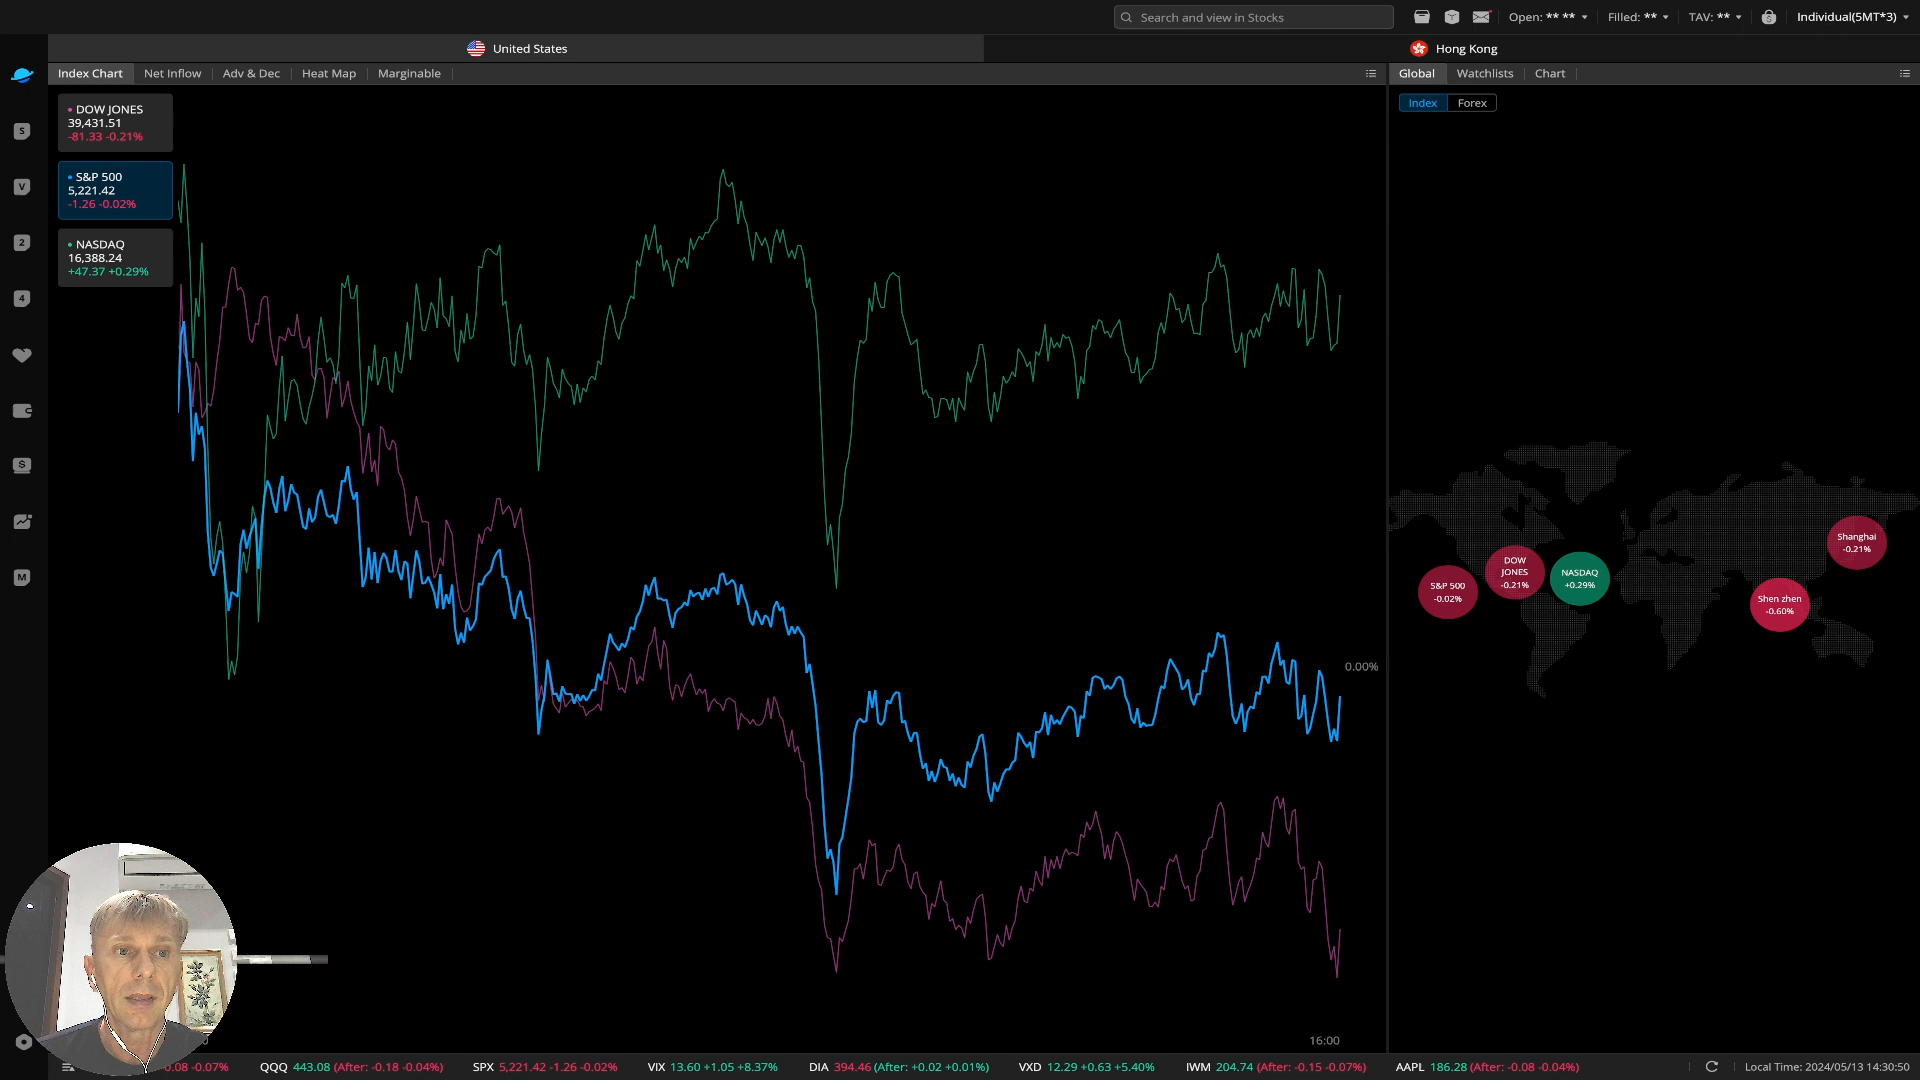 Search and view in Stocks
Open: ** **
Filled: **
TAV: **
Individual(5MT*3)
United States
Hong Kong
Index Chart
Net Inflow
Adv & Dec
Heat Map
Marginable
Global
Watchlists
Chart
Index
Forex
DOW JONES
39,431.51
-81.33 -0.21%
S&P 500
5,221.42
-1.26 -0.02%
NASDAQ
16,388.24
+47.37 +0.29%
S
V
2
4
$
M
0.00%
16:00
S&P 500
-0.02%
DOW
JONES
-0.21%
NASDAQ
+0.29%
Shen zhen
-0.60%
Shanghai
-0.21%
0.08 -0.07%
QQQ 443.08 (After: -0.18 -0.04%)
SPX 5,221.42 -1.26 -0.02%
VIX 13.60 +1.05 +8.37%
DIA 394.46 (After: +0.02 +0.01%)
VXD 12.29 +0.63 +5.40%
IWM 204.74 (After: -0.15 -0.07%)
AAPL 186.28 (After: -0.08 -0.04%)
Local Time: 2024/05/13 14:30:50